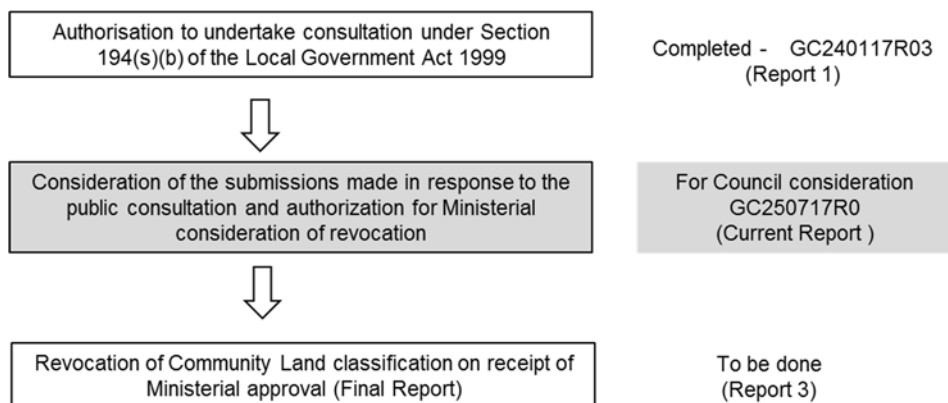 Authorisation to undertake consultation under Section
194(s)(b) of the Local Government Act 1999
Completed - GC240117R03
(Report 1)
Consideration of the submissions made in response to the
public consultation and authorization for Ministerial
consideration of revocation
For Council consideration
GC250717R0
(Current Report )
Revocation of Community Land classification on receipt of
Ministerial approval (Final Report)
To be done
(Report 3)